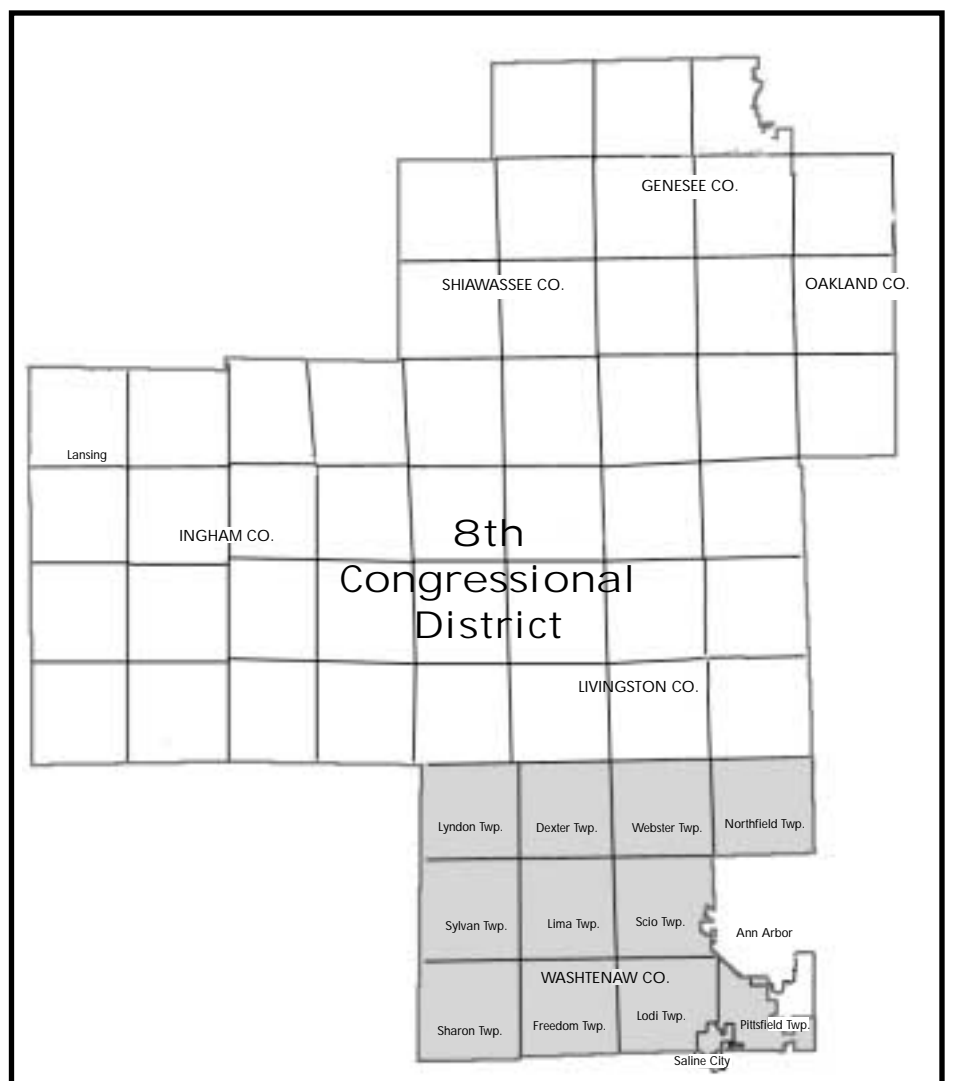 GENESEE CO.
SHIAWASSEE CO.
OAKLAND CO.
Lansing
INGHAM CO.
8th
Congressional
District
LIVINGSTON CO.
Lyndon Twp.
Dexter Twp.
Webster Twp.
Northfield Twp.
Sylvan Twp.
Lima Twp.
Scio Twp.
Ann Arbor
WASHTENAW CO.
Sharon Twp.
Freedom Twp.
Lodi Twp.
Pittsfield Twp.
Saline City